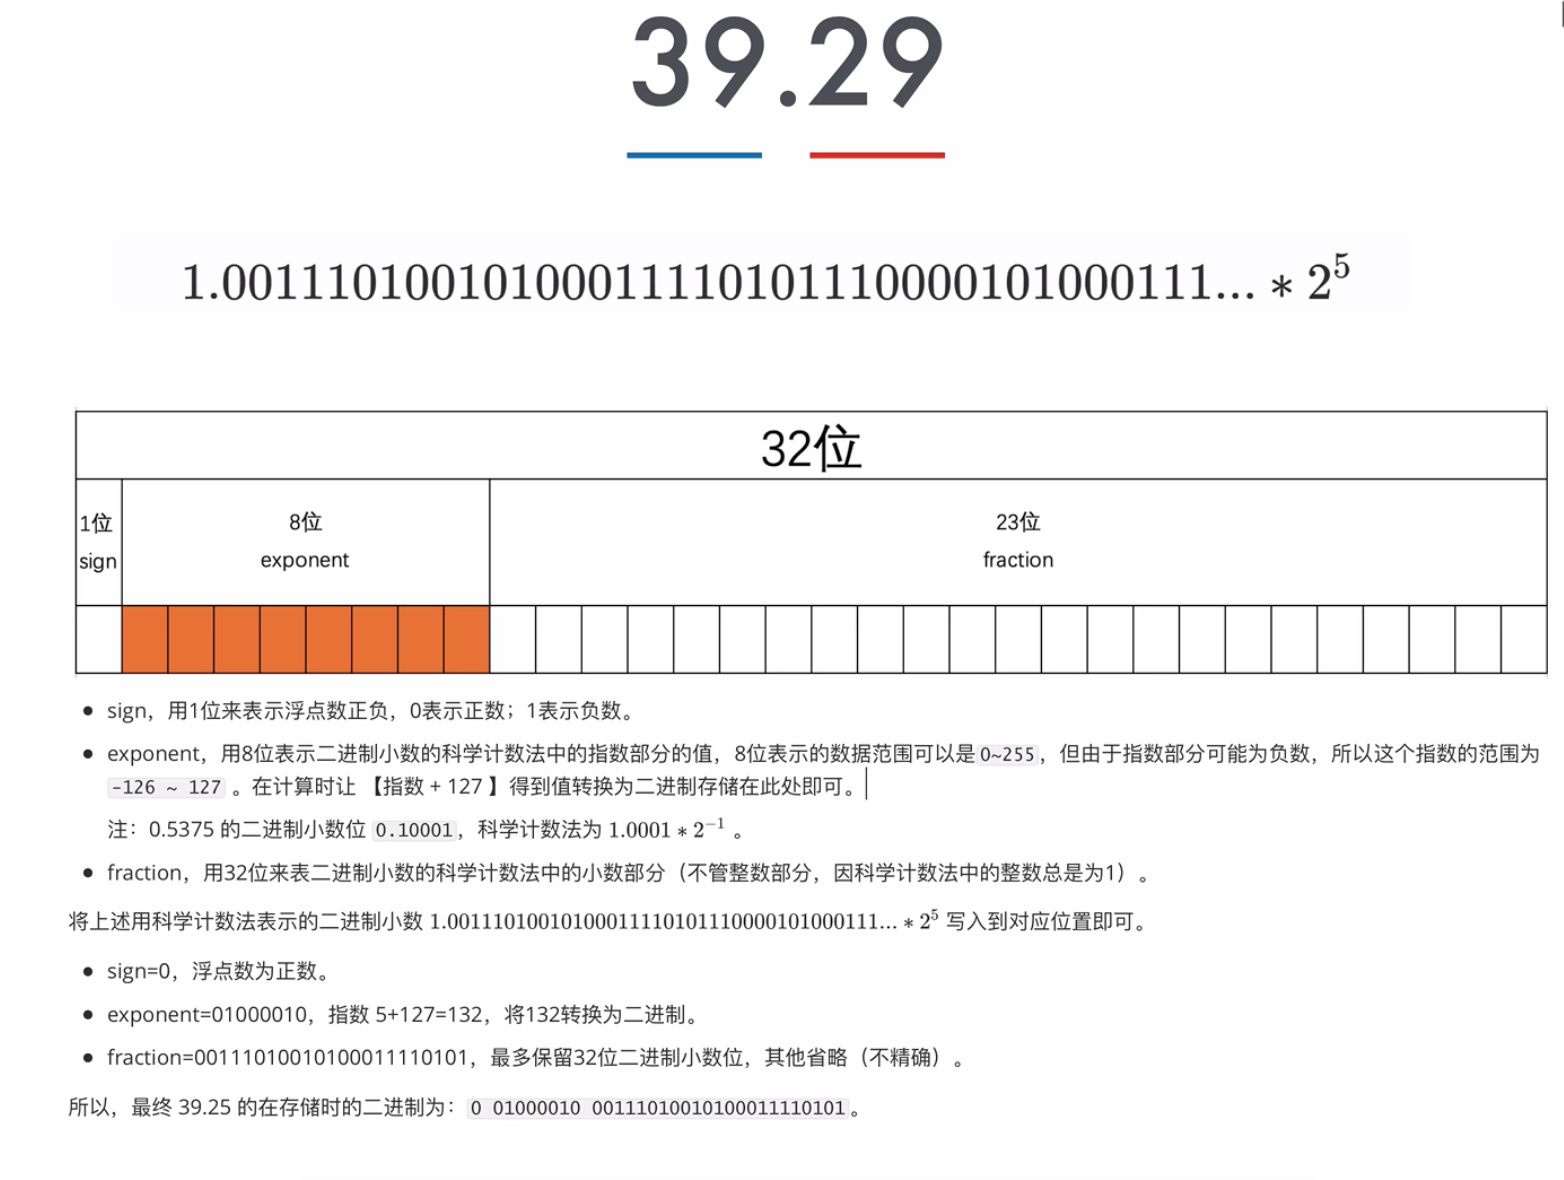 39.29
1.00111010010100011110101110000101000111... ∗ 2^5
32位
1位
sign
8位
exponent
23位
fraction
• sign，用1位来表示浮点数正负，0表示正数；1表示负数。
• exponent，用8位表示二进制小数的科学计数法中的指数部分的值，8位表示的数据范围可以是 0~255，但由于指数部分可能为负数，所以这个指数的范围为
-126 ~ 127 。在计算时让 【指数 + 127 】得到值转换为二进制存储在此处即可。
注：0.5375 的二进制小数位 0.10001，科学计数法为 1.0001 ∗ 2^−1 。
• fraction，用32位来表二进制小数的科学计数法中的小数部分（不管整数部分，因科学计数法中的整数总是为1）。
将上述用科学计数法表示的二进制小数 1.00111010010100011110101110000101000111... ∗ 2^5 写入到对应位置即可。
• sign=0，浮点数为正数。
• exponent=01000010，指数 5+127=132，将132转换为二进制。
• fraction=00111010010100011110101，最多保留32位二进制小数位，其他省略（不精确）。
所以，最终 39.25 的在存储时的二进制为： 0 01000010 00111010010100011110101。